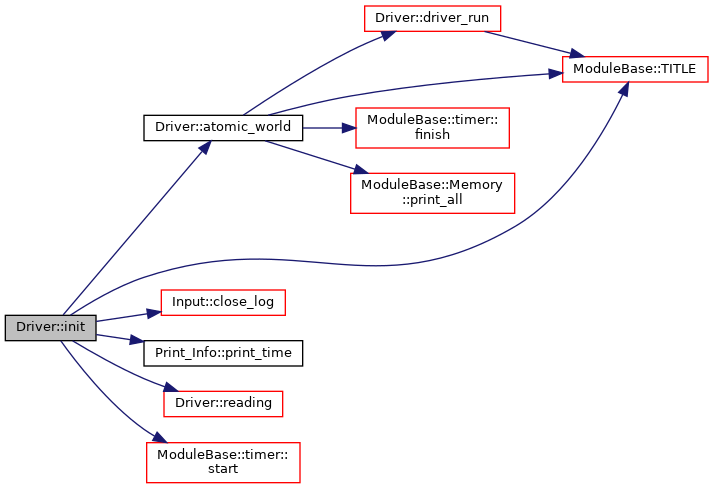 Driver::driver_run
ModuleBase::TITLE
Driver::atomic_world
ModuleBase::timer::
finish
ModuleBase::Memory
::print_all
Driver::init
Input::close_log
Print_Info::print_time
Driver::reading
ModuleBase::timer::
start